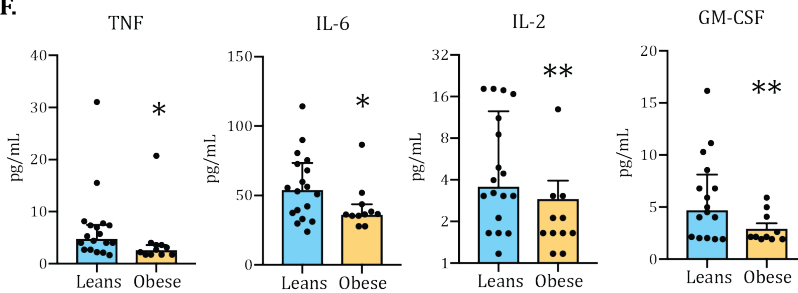 F.
TNF
pg/mL
40
30
20
10
0
*
Leans Obese
IL-6
pg/mL
150
100
50
0
*
Leans Obese
IL-2
pg/mL
32
16
8
4
2
1
**
Leans Obese
GM-CSF
pg/mL
20
15
10
5
0
**
Leans Obese